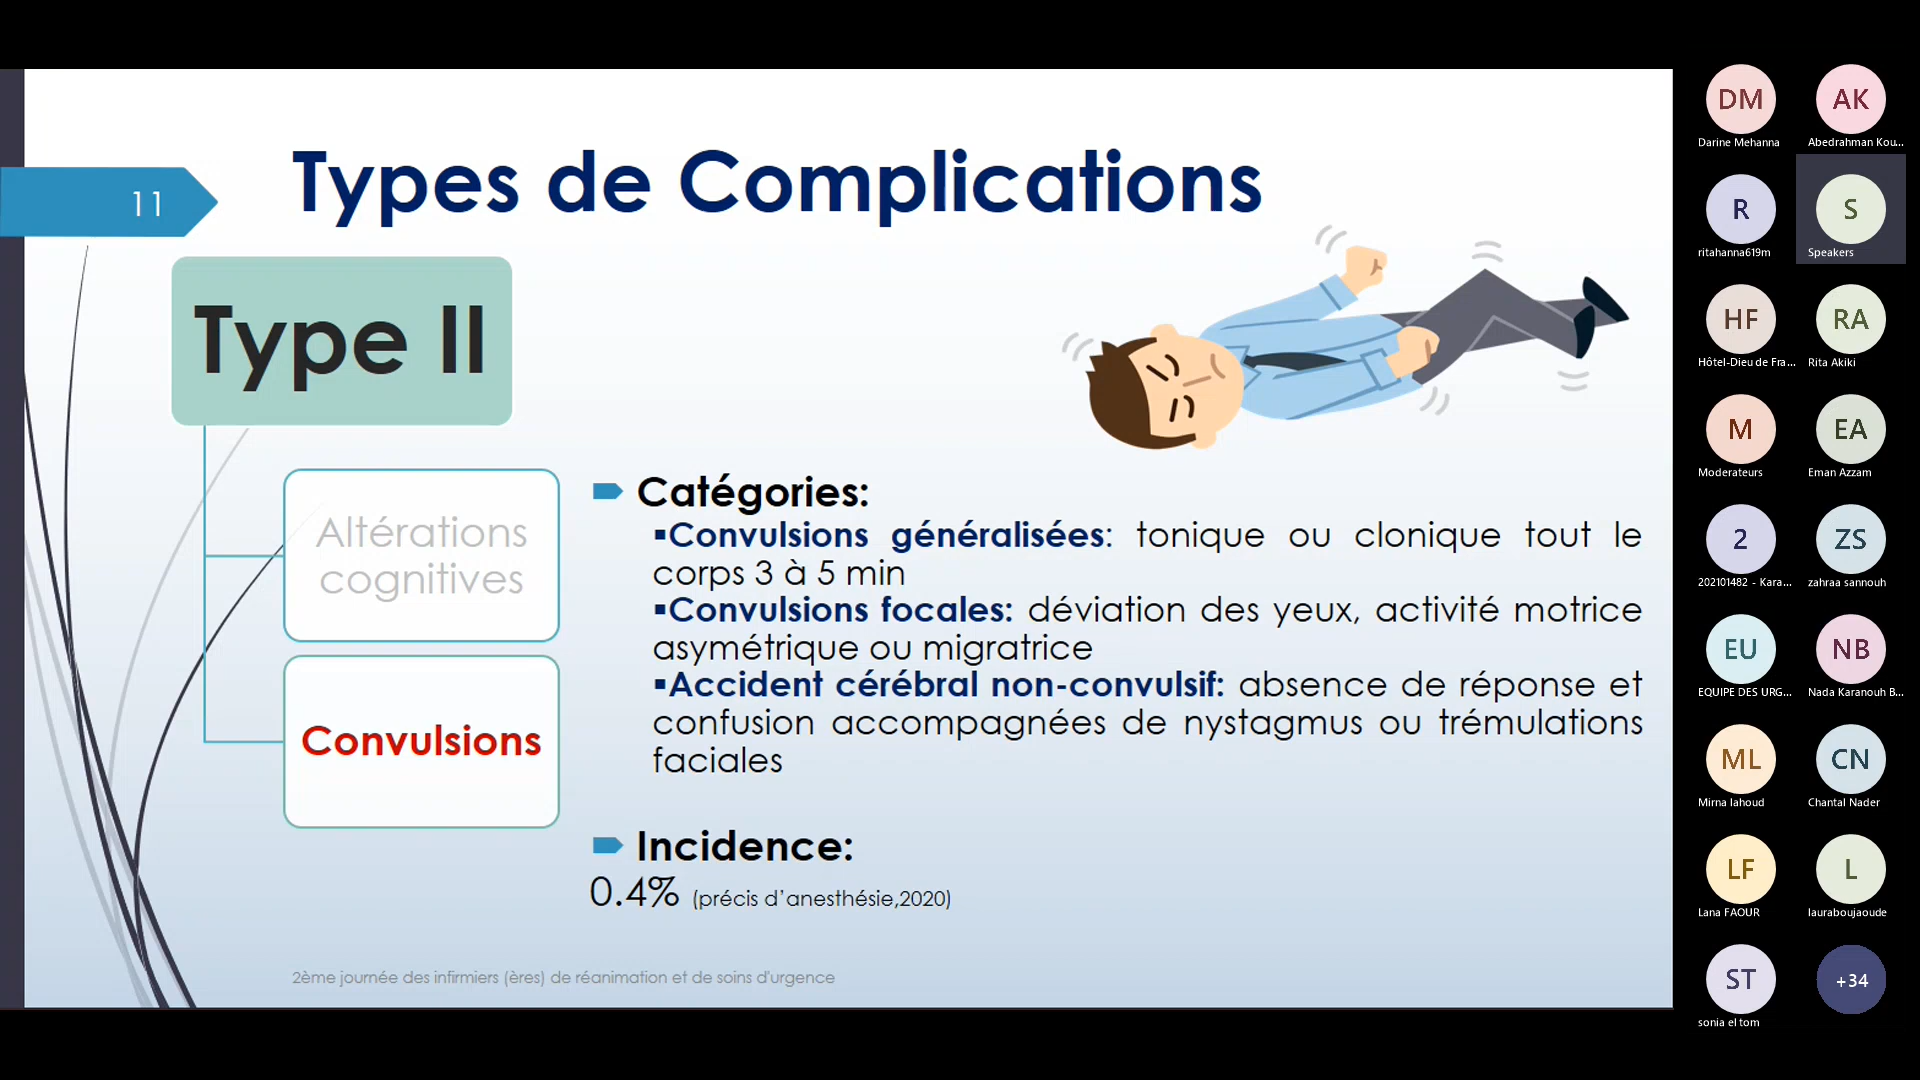 11
Types de Complications
Type II
Altérations
cognitives
Convulsions
Catégories:
▪Convulsions généralisées: tonique ou clonique tout le
corps 3 à 5 min
▪Convulsions focales: déviation des yeux, activité motrice
asymétrique ou migratrice
▪Accident cérébral non-convulsif: absence de réponse et
confusion accompagnées de nystagmus ou trémulations
faciales
Incidence:
0.4% (précis d'anesthésie,2020)
2ème journée des infirmiers (ères) de réanimation et de soins d'urgence
DM
Darine Mehanna
AK
Abedrahman Kou...
R
ritahanna619m
S
Speakers
HF
Hôtel-Dieu de Fra...
RA
Rita Akiki
M
Moderateurs
EA
Eman Azzam
2
202101482 - Kara...
ZS
zahraa sannouh
EU
EQUIPE DES URG...
NB
Nada Karanouh B...
ML
Mirna lahoud
CN
Chantal Nader
LF
Lana FAOUR
L
lauraboujaoude
ST
sonia el tom
+34